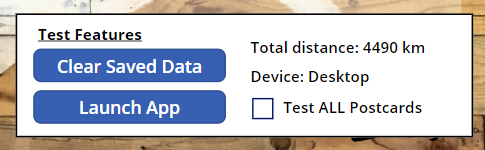 Test Features
Clear Saved Data
Launch App
Total distance: 4490 km
Device: Desktop
Test ALL Postcards